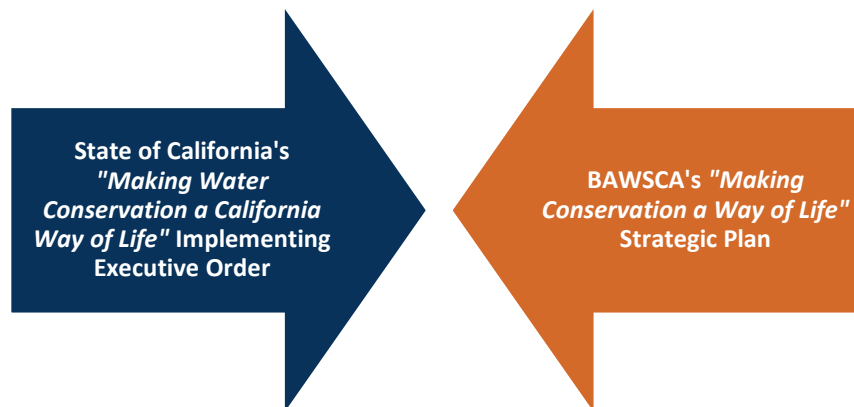 State of California's
"Making Water
Conservation a California
Way of Life" Implementing
Executive Order
BAWSCA's "Making
Conservation a Way of Life"
Strategic Plan